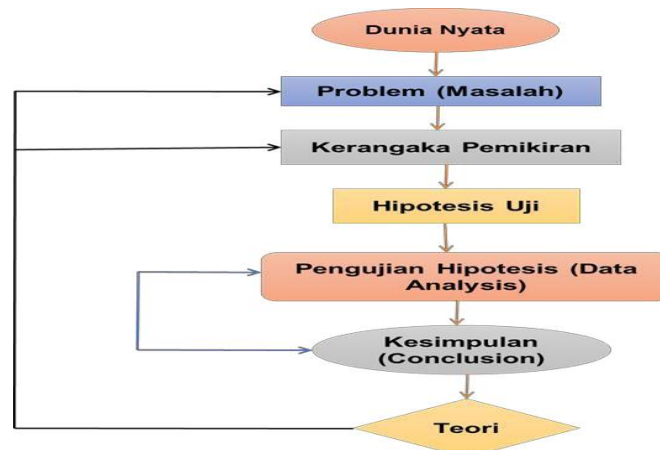 Dunia Nyata
Problem (Masalah)
Kerangaka Pemikiran
Hipotesis Uji
Pengujian Hipotesis (Data
Analysis)
Kesimpulan
(Conclusion)
Teori